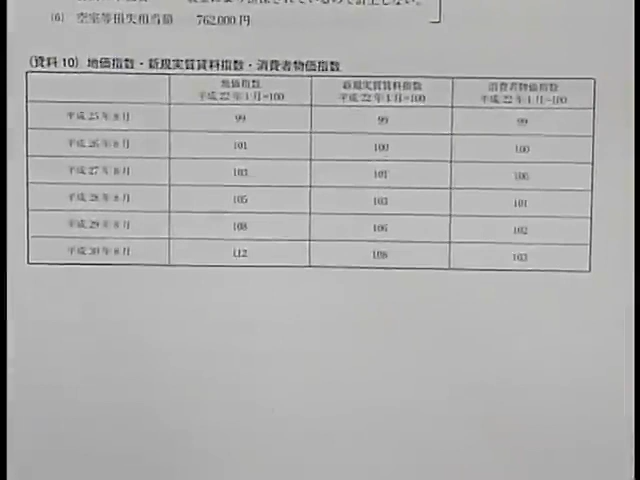 計上しない。
(6) 空室等損失相当額 762,000円
(資料10) 地価指数・新規実質賃料指数・消費者物価指数
地価指数 平成22年1月=100 新規実質賃料指数 平成22年1月=100 消費者物価指数 平成22年1月=100
平成25年8月 99 99 99
平成26年8月 101 100 100
平成27年8月 103 101 100
平成28年8月 105 103 101
平成29年8月 108 106 102
平成30年8月 112 108 103